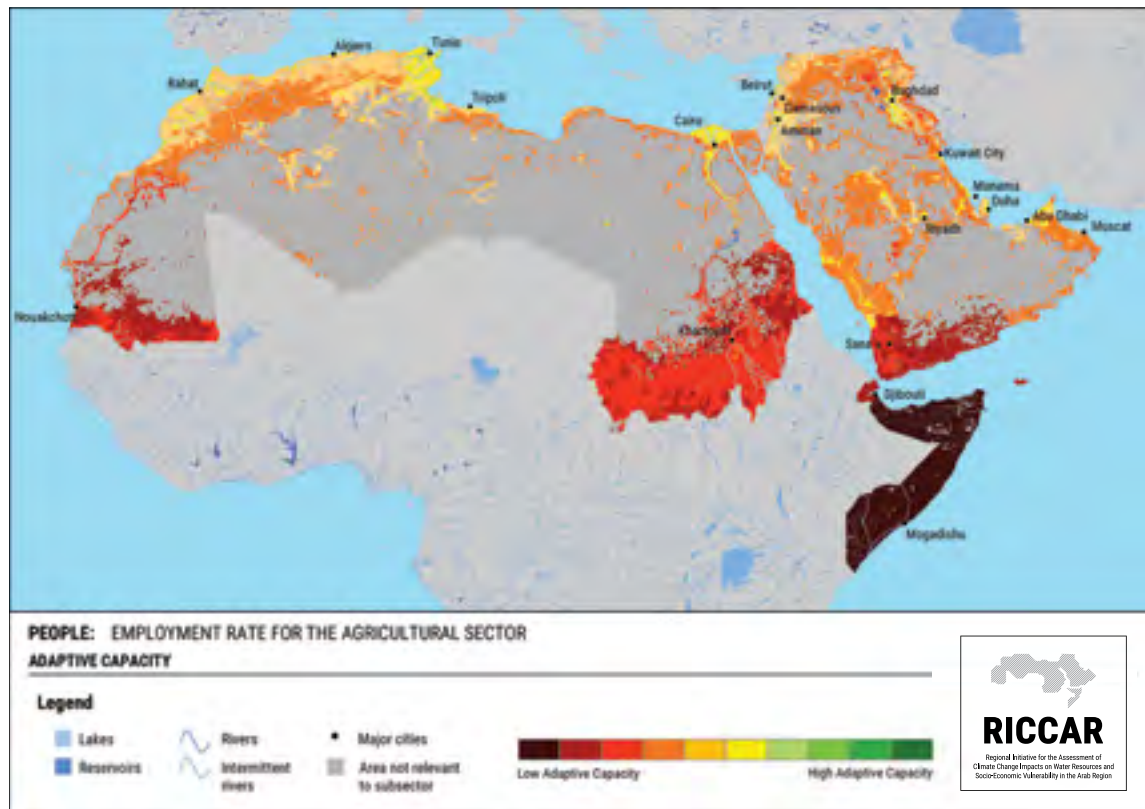 Algiers
Tunis
Rabat
Tripoli
Beirut
Damascus
Baghdad
Cairo
Amman
Kuwait City
Manama
Doha
Riyadh
Abu Dhabi
Muscat
Nouakchott
Khartoum
Sana'a
Djibouti
Mogadishu
PEOPLE: EMPLOYMENT RATE FOR THE AGRICULTURAL SECTOR
ADAPTIVE CAPACITY
Legend
Lakes
Rivers
Major cities
Reservoirs
Intermittent
rivers
Area not relevant
to subsector
Low Adaptive Capacity
High Adaptive Capacity
RICCAR
Regional Initiative for the Assessment of
Climate Change Impacts on Water Resources and
Socio-Economic Vulnerability in the Arab Region